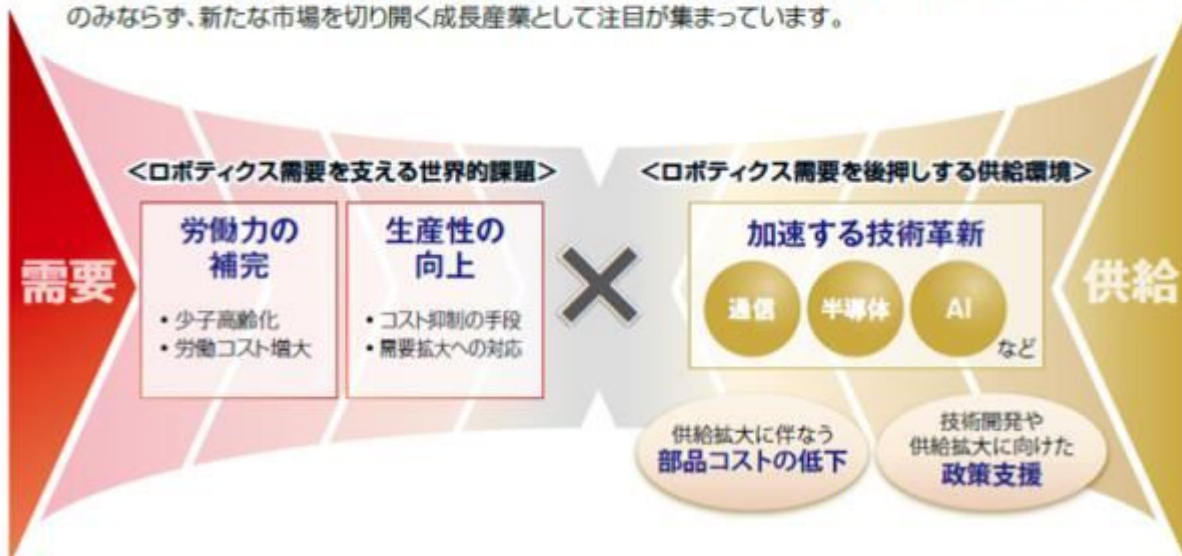 のみならず、新たな市場を切り開く成長産業として注目が集まっています。
需要
<ロボティクス需要を支える世界的課題>
労働力の
補完
• 少子高齢化
• 労働コスト増大
生産性の
向上
• コスト抑制の手段
• 需要拡大への対応
×
<ロボティクス需要を後押しする供給環境>
加速する技術革新
通信
半導体
AI
など
供給拡大に伴なう
部品コストの低下
技術開発や
供給拡大に向けた
政策支援
供給